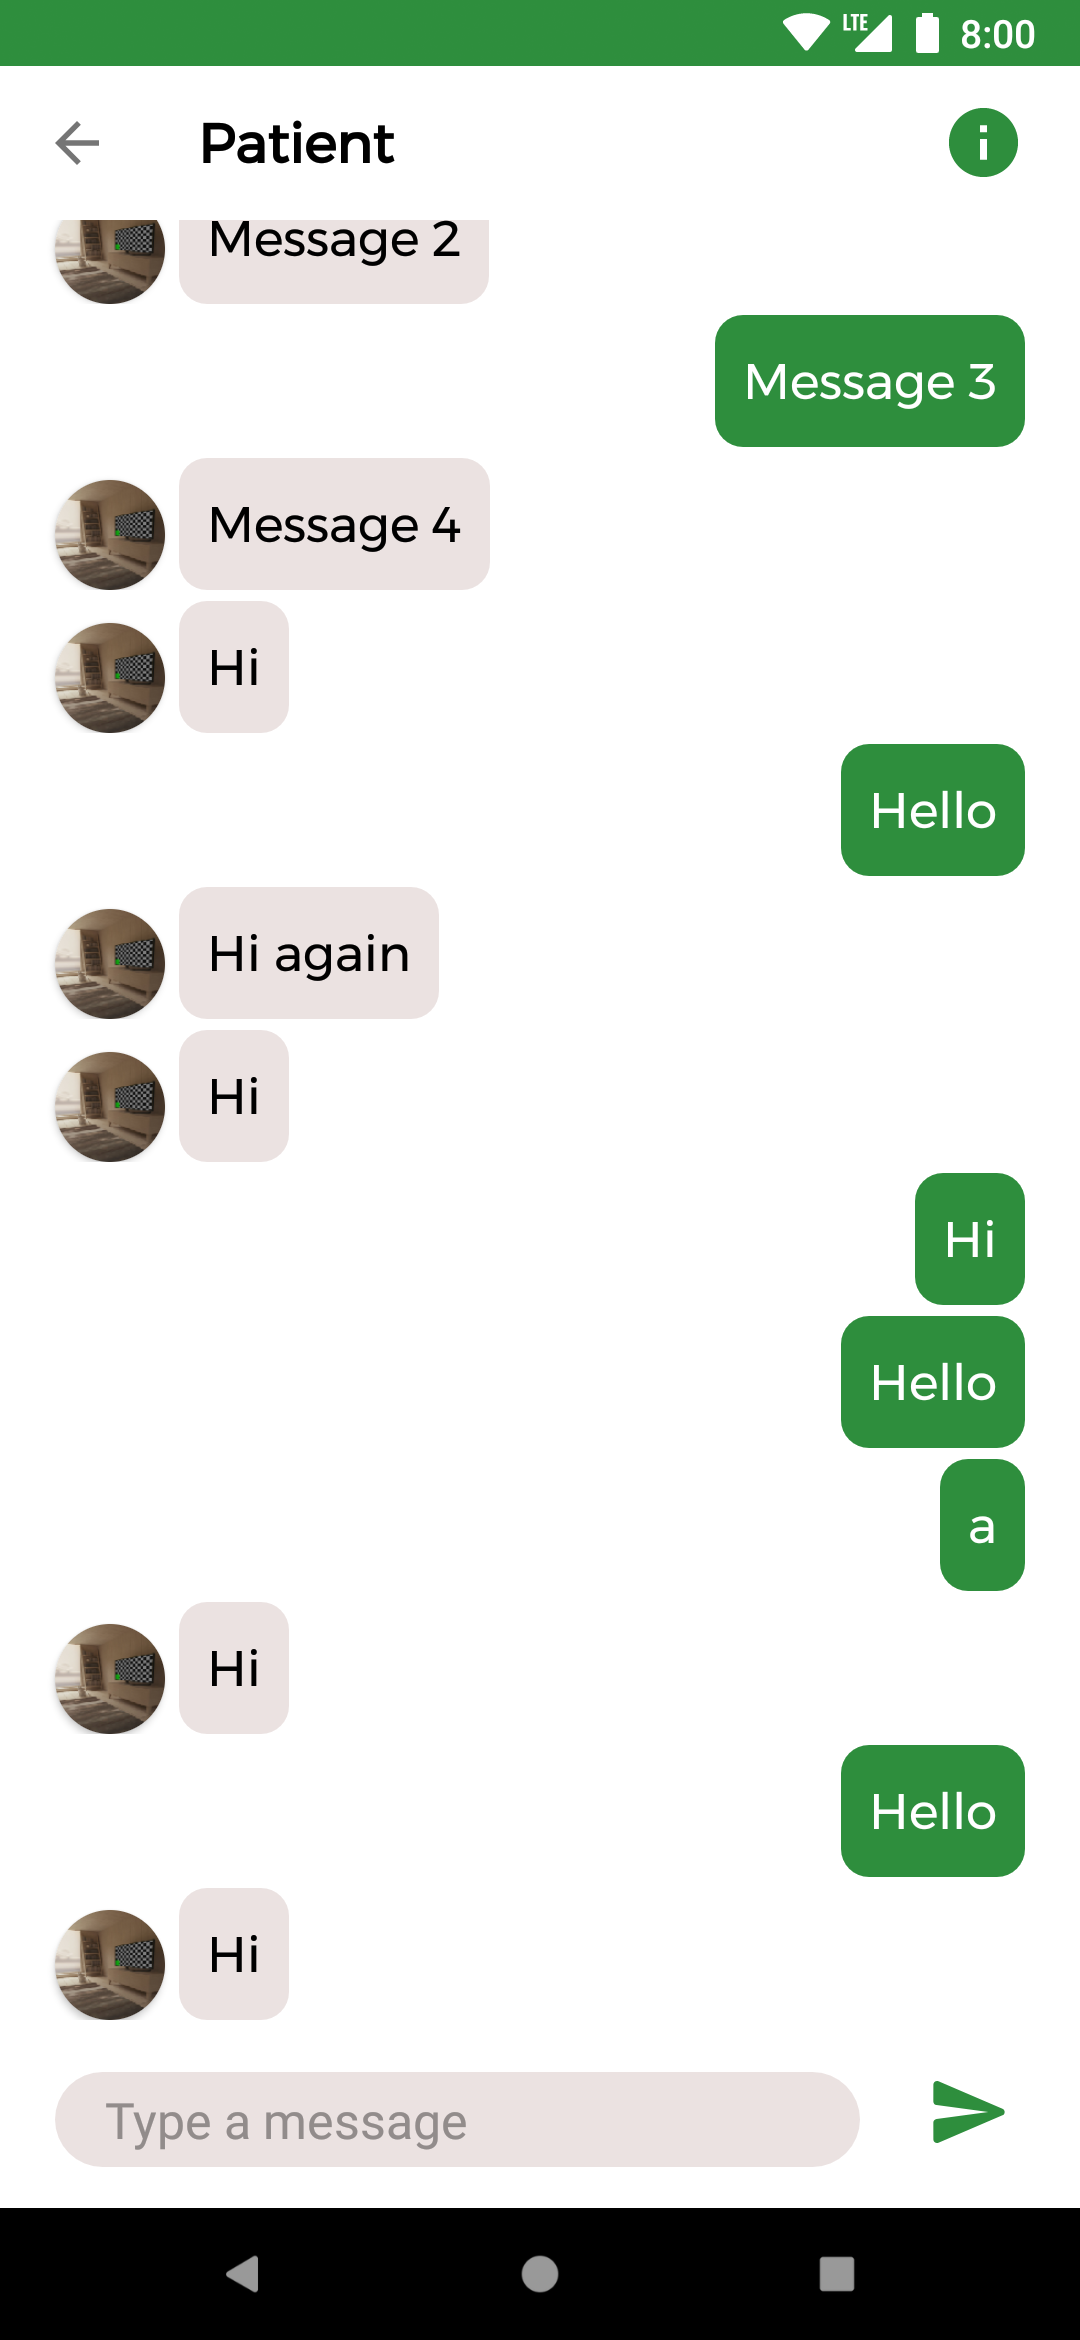 LTE 8:00
Patient
Message 2
Message 3
Message 4
Hi
Hello
Hi again
Hi
Hi
Hello
a
Hi
Hello
Hi
Type a message